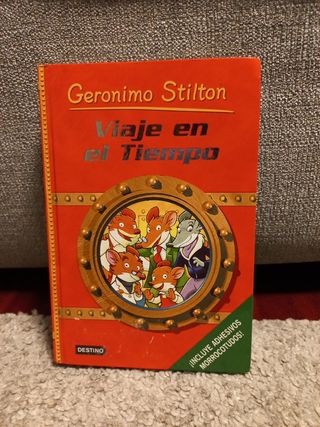 Geronimo Stilton
Viaje en
el Tiempo
¡INCLUYE ADHESIVOS
MORROCOTUDOS!
DESTINO